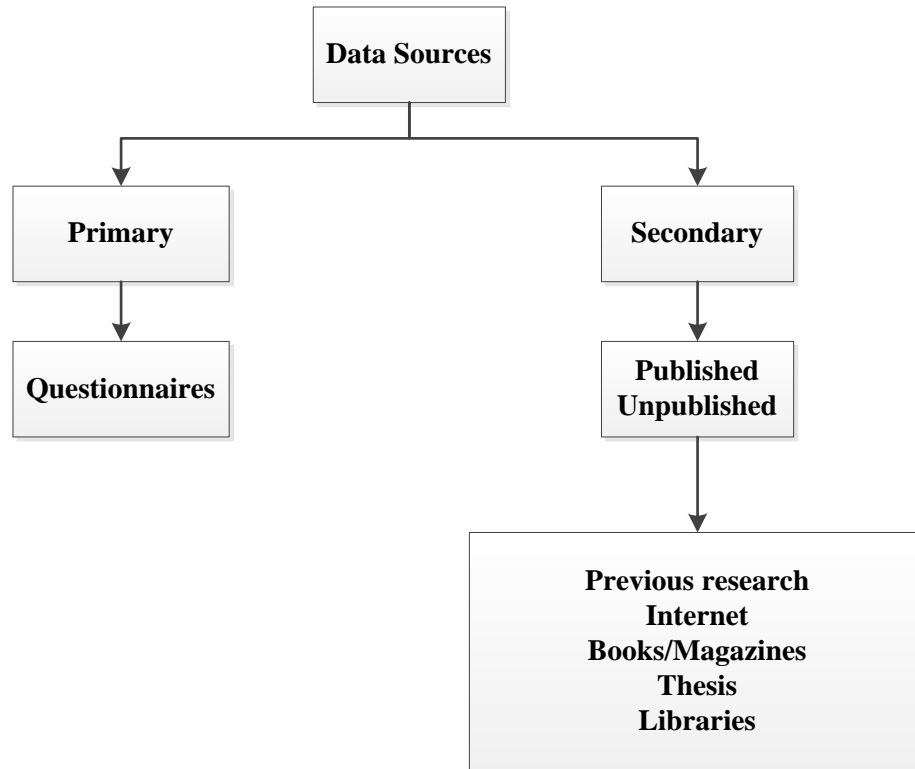 Data Sources
Primary
Secondary
Questionnaires
Published
Unpublished
Previous research
Internet
Books/Magazines
Thesis
Libraries